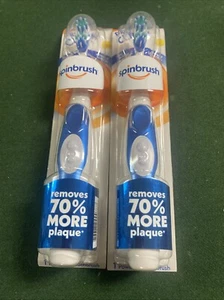 spinbrush
spinbrush
removes
70%
MORE
plaque*
removes
70%
MORE
plaque*